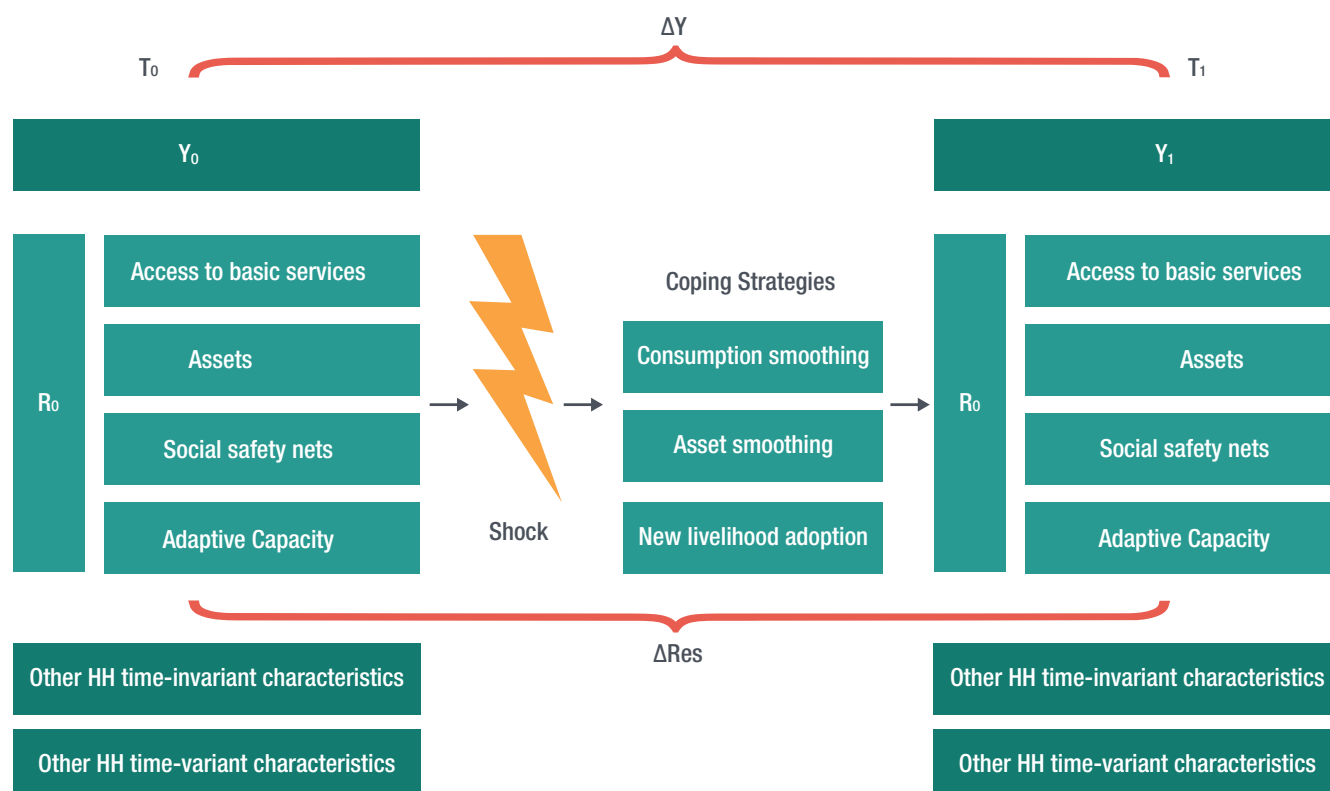 ΔY
T₀
T₁
Y₀
Y₁
R₀
Access to basic services
Assets
Social safety nets
Adaptive Capacity
Shock
Coping Strategies
Consumption smoothing
Asset smoothing
New livelihood adoption
R₀
Access to basic services
Assets
Social safety nets
Adaptive Capacity
ΔRes
Other HH time-invariant characteristics
Other HH time-variant characteristics
Other HH time-invariant characteristics
Other HH time-variant characteristics